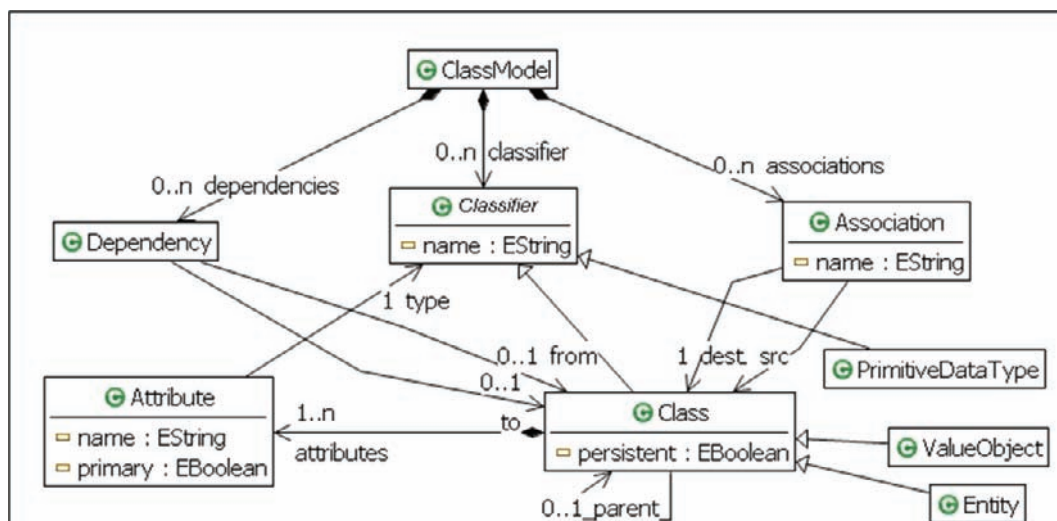 ClassModel
0..n classifier
0..n associations
0..n dependencies
Classifier
name : EString
Association
name : EString
Dependency
1 type
0..1 from
1 dest. src
PrimitiveDataType
0..1
Attribute
name : EString
primary : EBoolean
1..n
attributes
to
Class
persistent : EBoolean
ValueObject
0..1 parent
Entity